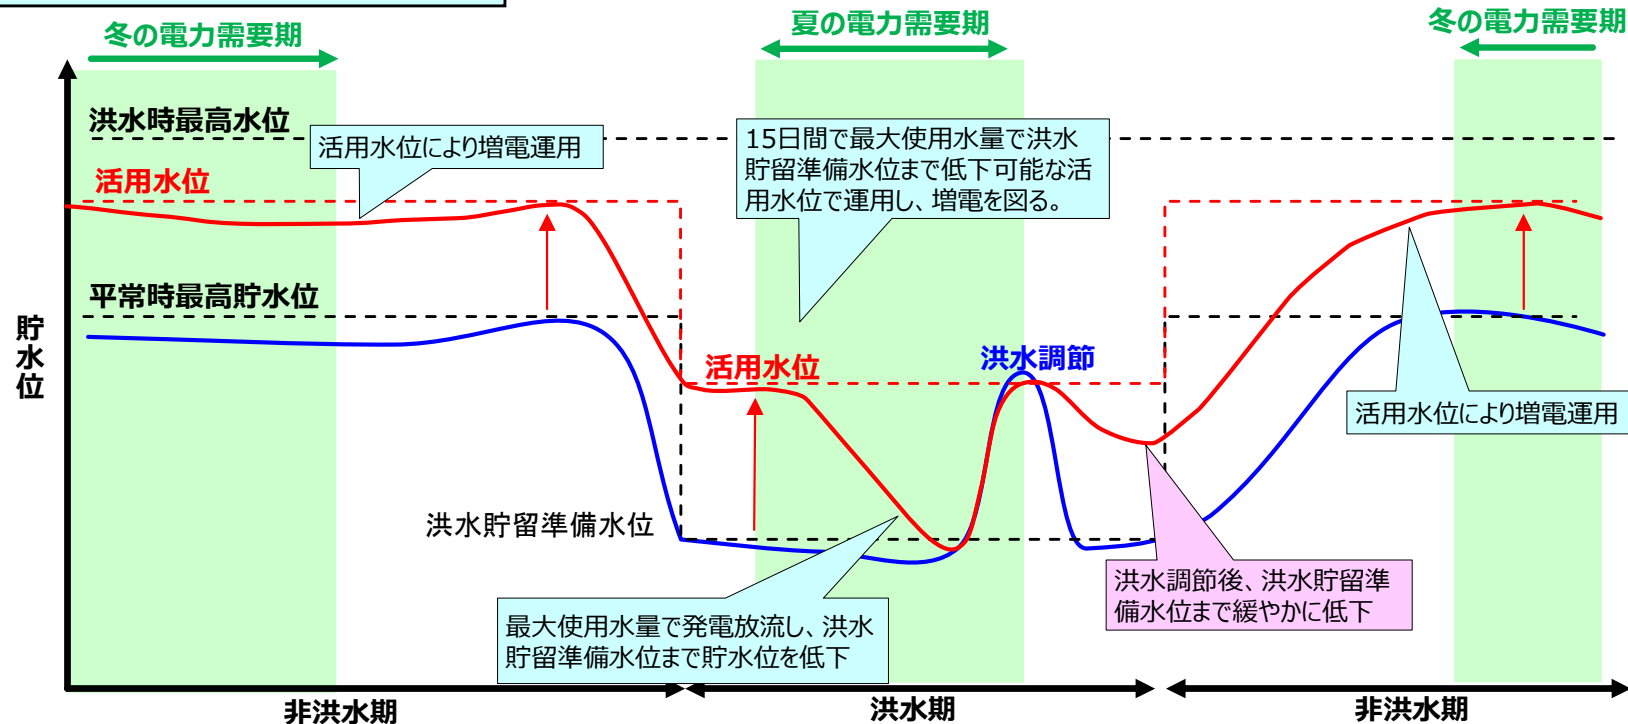 冬の電力需要期
夏の電力需要期
冬の電力需要期
洪水時最高水位
活用水位により増電運用
15日間で最大使用水量で洪水
貯留準備水位まで低下可能な活
用水位で運用し、増電を図る。
活用水位
平常時最高貯水位
貯水位
活用水位
洪水調節
活用水位により増電運用
洪水貯留準備水位
洪水調節後、洪水貯留準
備水位まで緩やかに低下
最大使用水量で発電放流し、洪水
貯留準備水位まで貯水位を低下
非洪水期
洪水期
非洪水期